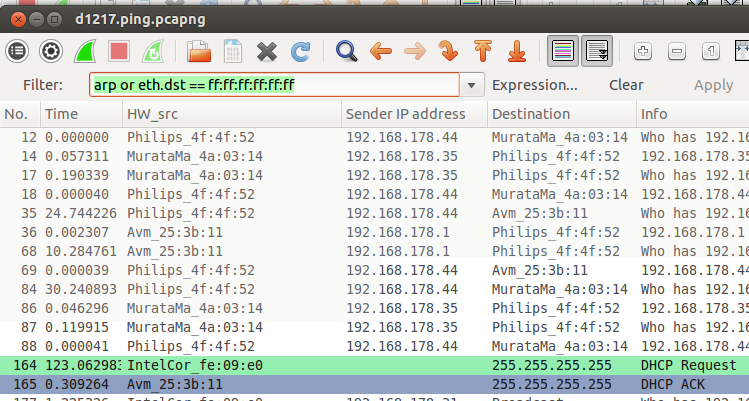 d1217.ping.pcapng
Filter: arp or eth.dst == ff:ff:ff:ff:ff:ff Expression... Clear Apply
No. Time HW_src Sender IP address Destination Info
12 0.000000 Philips_4f:4f:52 192.168.178.44 MurataMa_4a:03:14 Who has 192.16
14 0.057311 MurataMa_4a:03:14 192.168.178.35 Philips_4f:4f:52 192.168.178.35
17 0.190339 MurataMa_4a:03:14 192.168.178.35 Philips_4f:4f:52 Who has 192.16
18 0.000040 Philips_4f:4f:52 192.168.178.44 MurataMa_4a:03:14 192.168.178.44
35 24.744226 Philips_4f:4f:52 192.168.178.44 Avm_25:3b:11 Who has 192.16
36 0.002307 Avm_25:3b:11 192.168.178.1 Philips_4f:4f:52 192.168.178.1
68 10.284761 Avm_25:3b:11 192.168.178.1 Philips_4f:4f:52 Who has 192.16
69 0.000039 Philips_4f:4f:52 192.168.178.44 Avm_25:3b:11 192.168.178.44
84 30.240893 Philips_4f:4f:52 192.168.178.44 MurataMa_4a:03:14 Who has 192.16
86 0.046296 MurataMa_4a:03:14 192.168.178.35 Philips_4f:4f:52 192.168.178.35
87 0.119915 MurataMa_4a:03:14 192.168.178.35 Philips_4f:4f:52 Who has 192.16
88 0.000041 Philips_4f:4f:52 192.168.178.44 MurataMa_4a:03:14 192.168.178.44
164 123.062983 IntelCor_fe:09:e0 255.255.255.255 DHCP Request
165 0.309264 Avm_25:3b:11 255.255.255.255 DHCP ACK